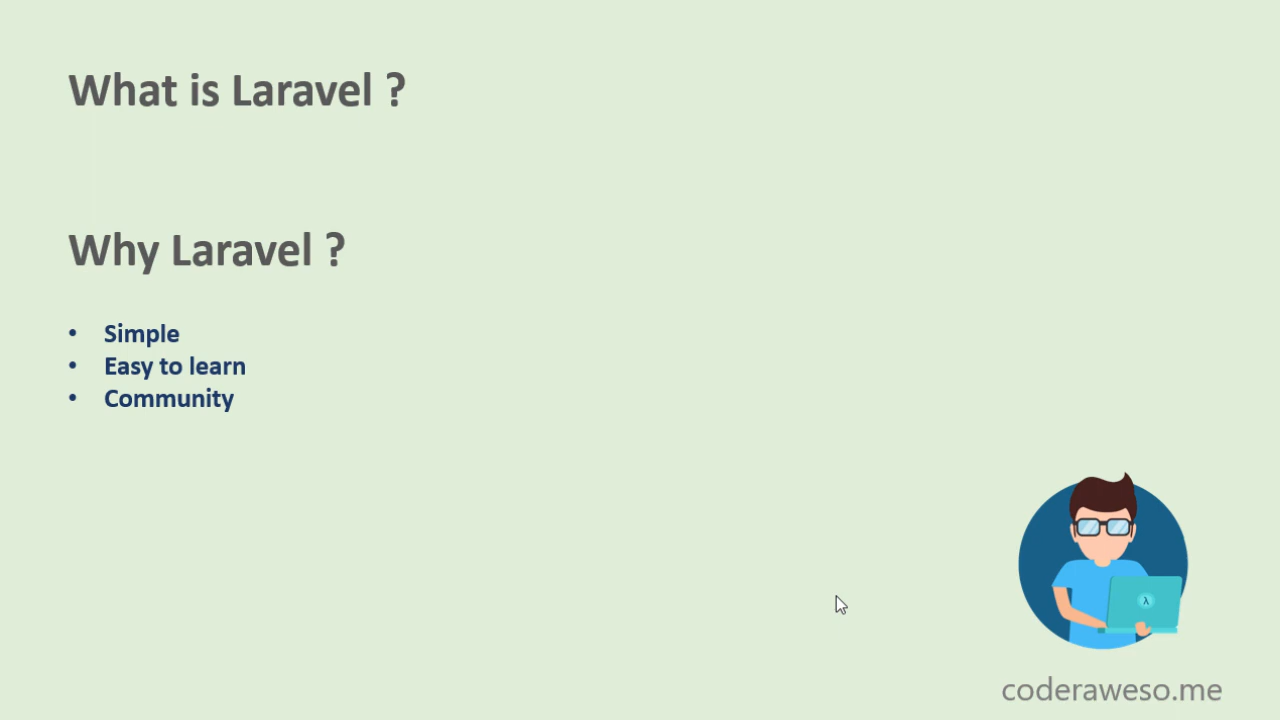 What is Laravel ?
Why Laravel ?
• Simple
• Easy to learn
• Community
λ
coderaweso.me